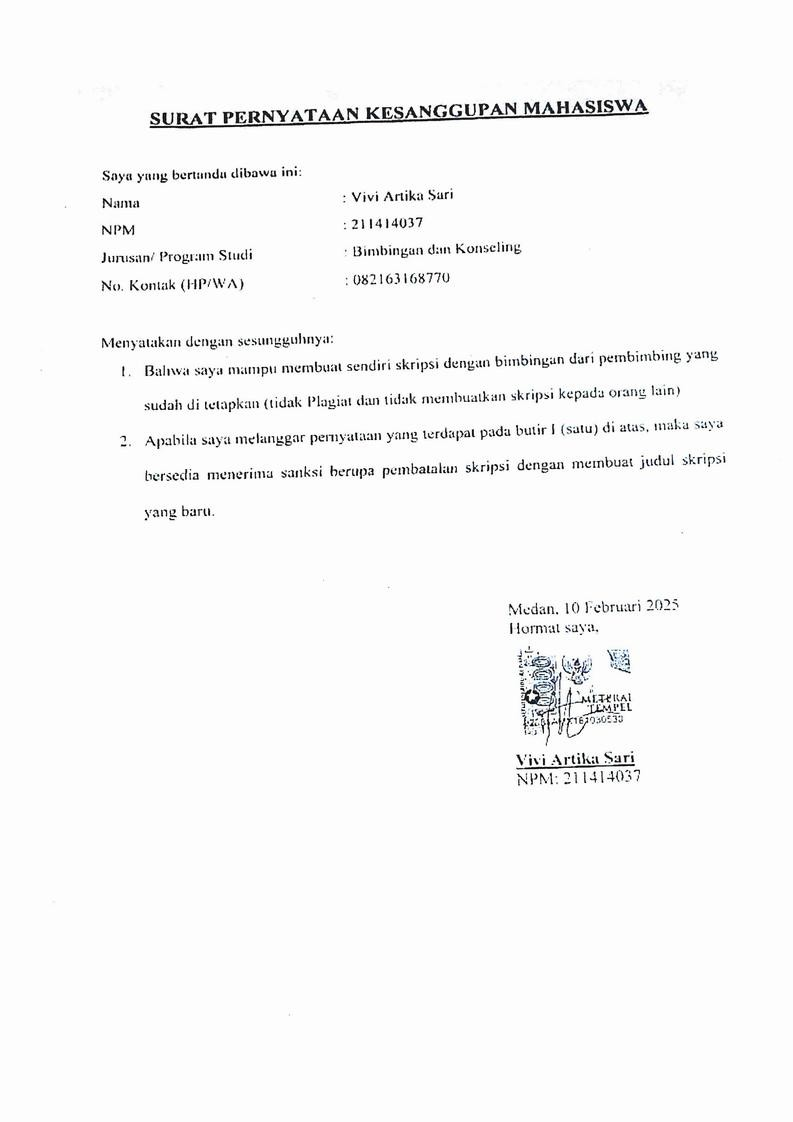 SURAT PERNYATAAN KESANGGUPAN MAHASISWA
Saya yang bertanda dibawa ini:
Nama : Vivi Artika Sari
NPM : 211414037
Jurusan/ Program Studi : Bimbingan dan Konseling
No. Kontak (HP/WA) : 082163168770
Menyatakan dengan sesungguhnya:
1. Bahwa saya mampu membuat sendiri skripsi dengan bimbingan dari pembimbing yang
sudah di tetapkan (tidak Plagiat dan tidak membuatkan skripsi kepada orang lain)
2. Apabila saya melanggar pernyataan yang terdapat pada butir 1 (satu) di atas, maka saya
bersedia menerima sanksi berupa pembatalan skripsi dengan membuat judul skripsi
yang baru.
Medan, 10 Februari 2025
Hormat saya,
METERAI
TEMPEL
Vivi Artika Sari
NPM: 211414037